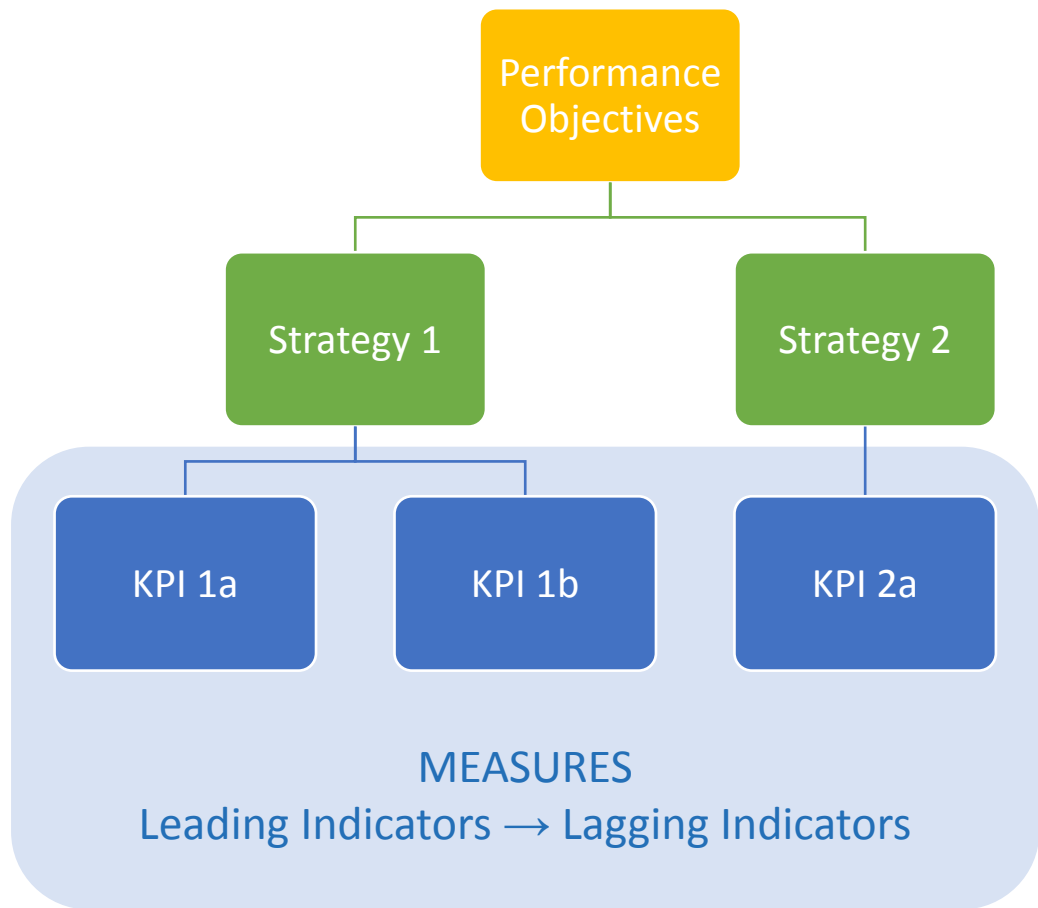 Performance
Objectives
Strategy 1
Strategy 2
KPI 1a
KPI 1b
KPI 2a
MEASURES
Leading Indicators → Lagging Indicators